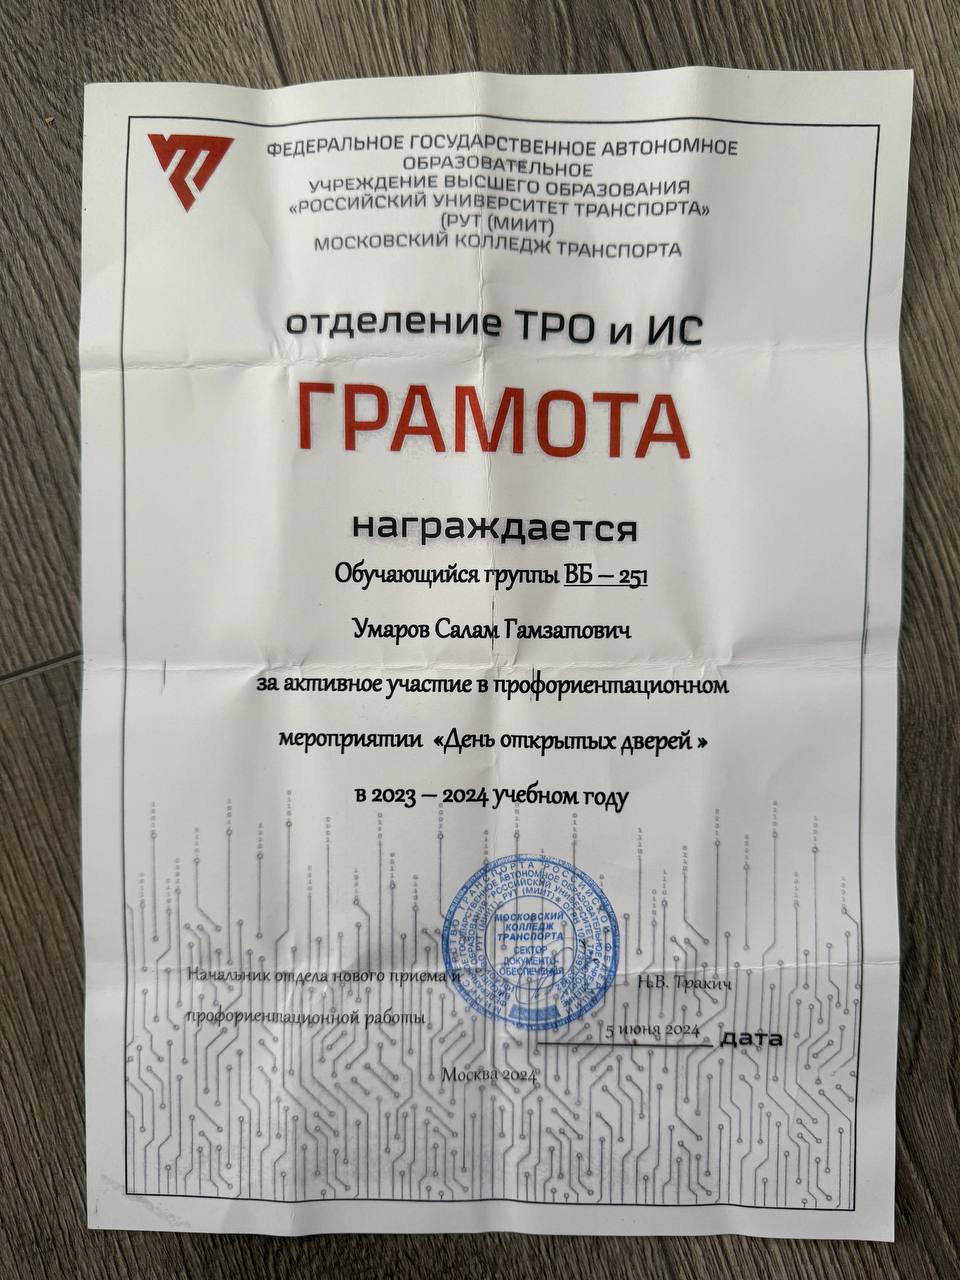 ФЕДЕРАЛЬНОЕ ГОСУДАРСТВЕННОЕ АВТОНОМНОЕ
ОБРАЗОВАТЕЛЬНОЕ
УЧРЕЖДЕНИЕ ВЫСШЕГО ОБРАЗОВАНИЯ
«РОССИЙСКИЙ УНИВЕРСИТЕТ ТРАНСПОРТА»
(РУТ (МИИТ)
МОСКОВСКИЙ КОЛЛЕДЖ ТРАНСПОРТА
отделение ТРО и ИС
ГРАМОТА
награждается
Обучающийся группы ВБ – 251
Умаров Салам Гамзатович
за активное участие в профориентационном
мероприятии «День открытых дверей »
в 2023 – 2024 учебном году
МОСКОВСКИЙ
КОЛЛЕДЖ
ТРАНСПОРТА
СЕКТОР
ДОКУМЕНТО-
ОБЕСПЕЧЕНИЯ
Начальник отдела нового приема и
Н.В. Тракич
профориентационной работы
5 июня 2024 дата
Москва 2024